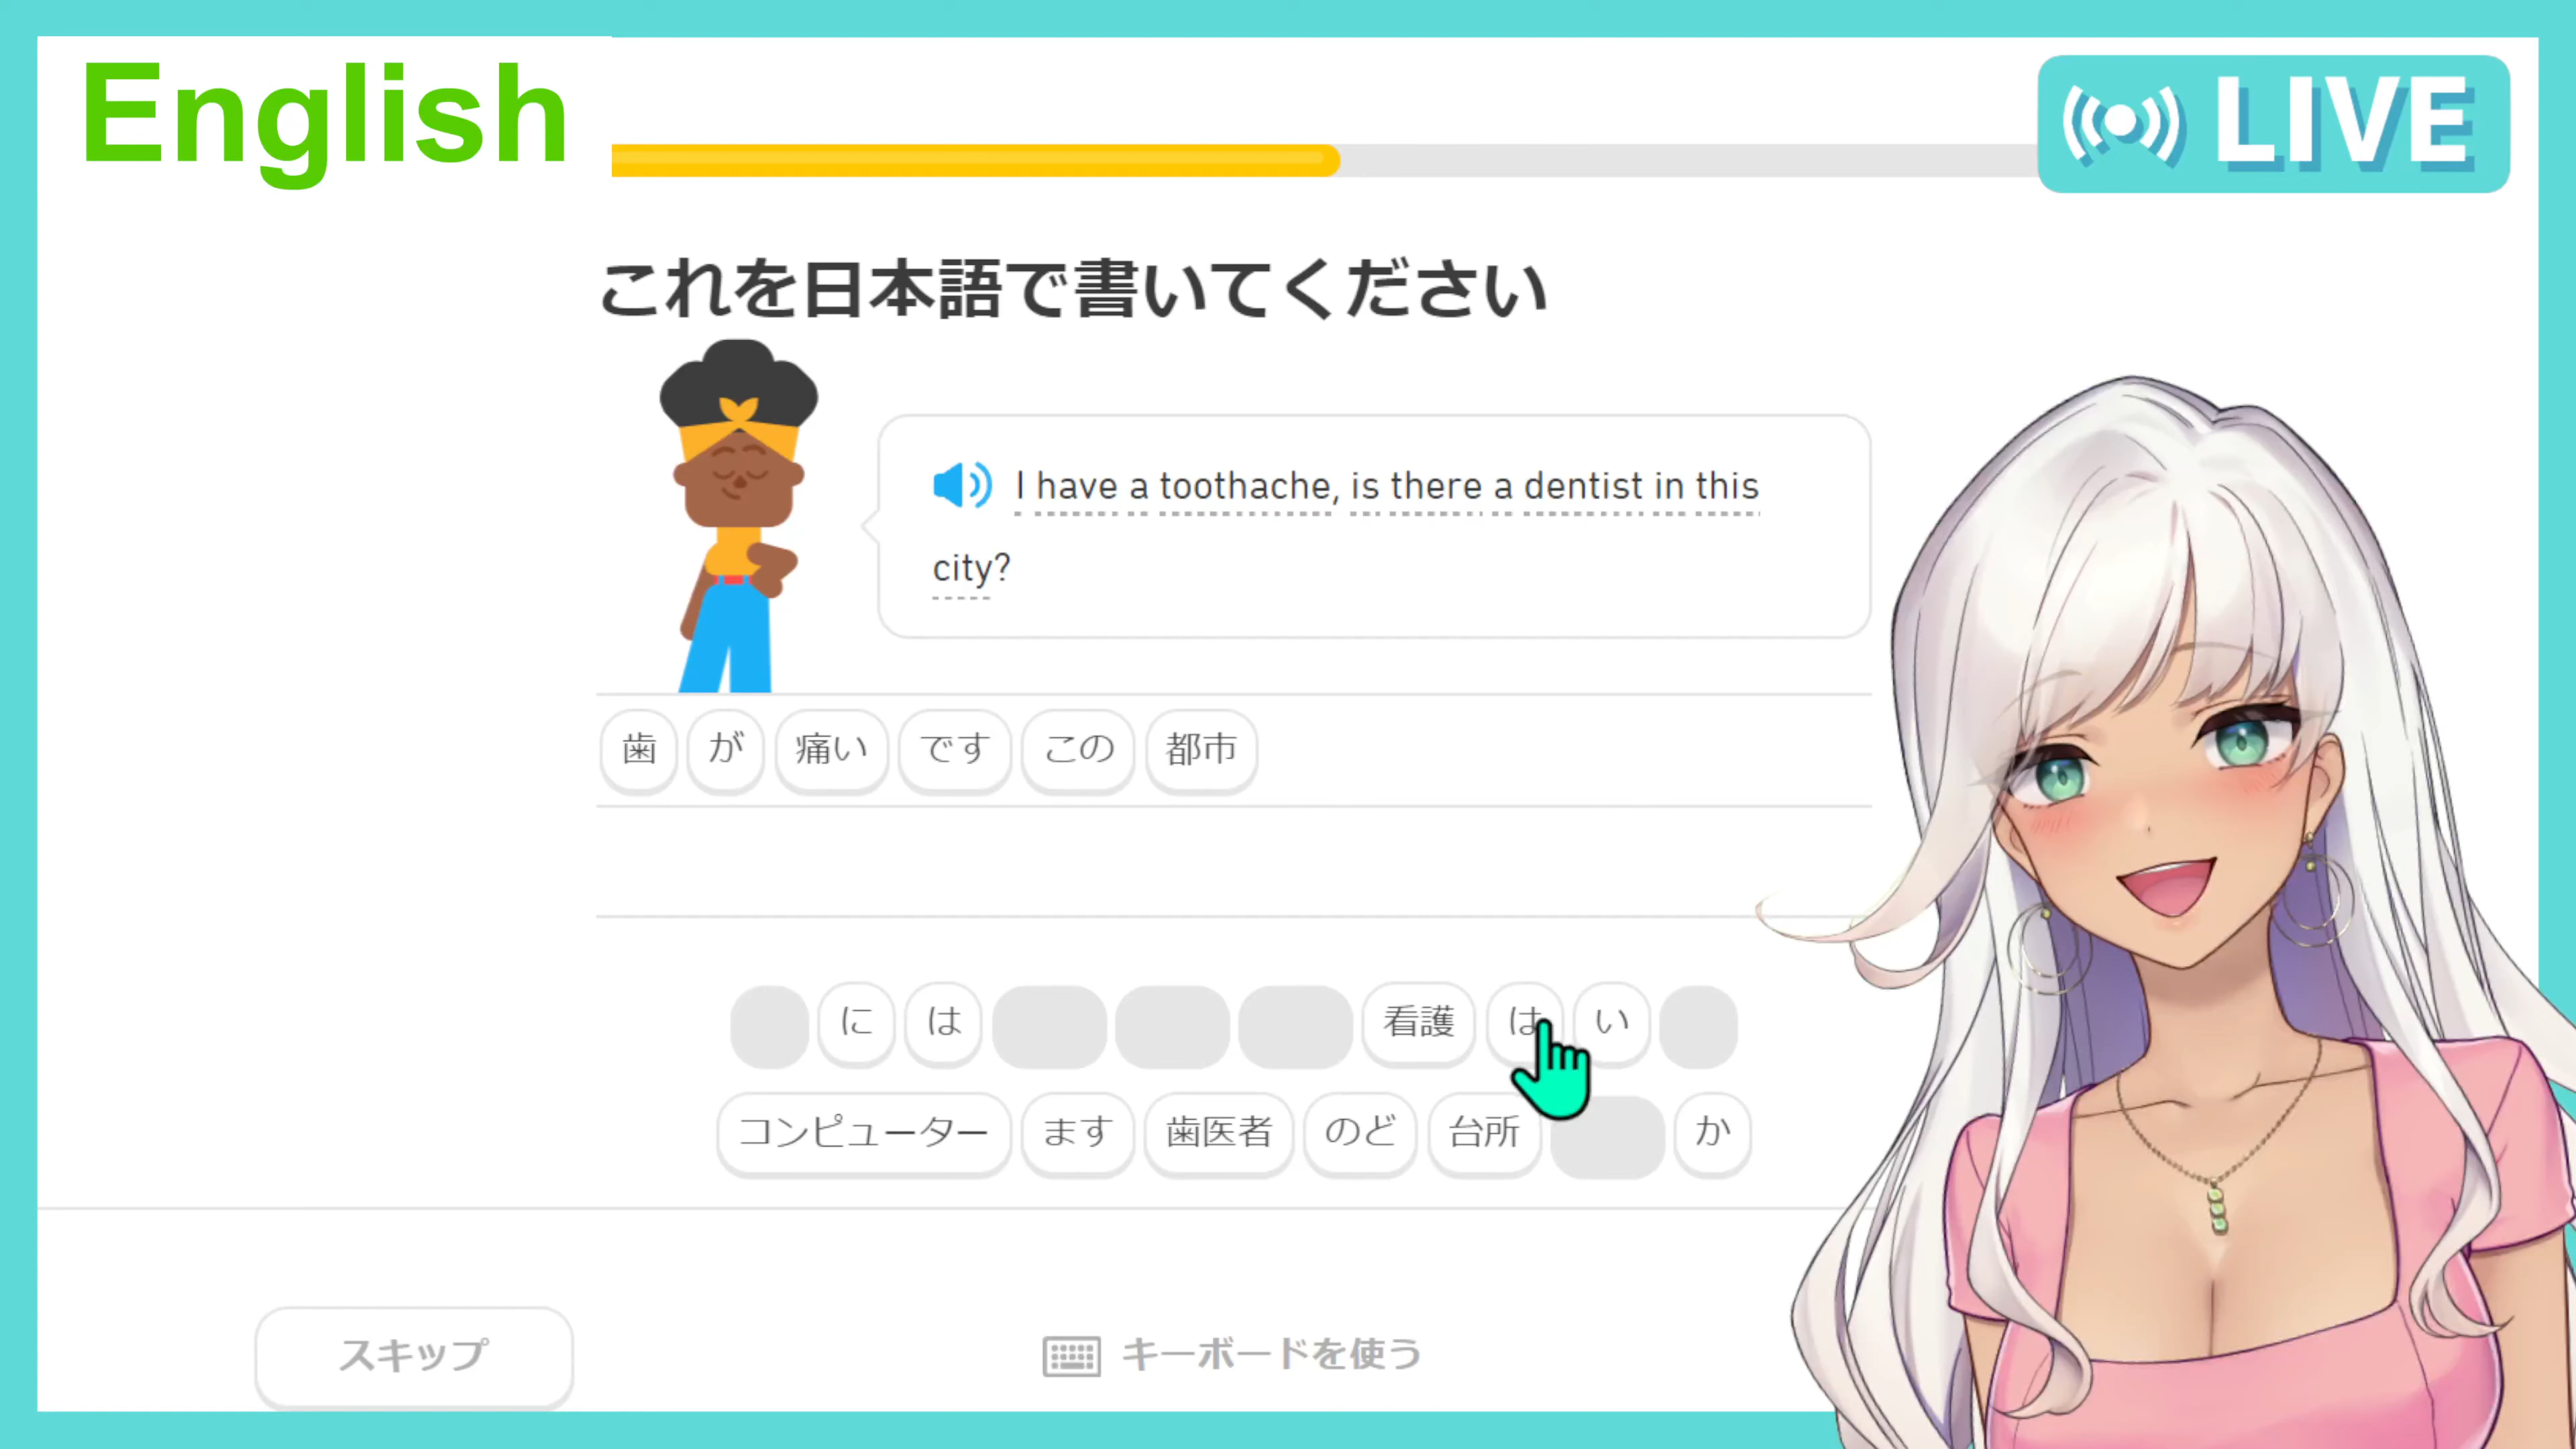 English
LIVE
これを日本語で書いてください
I have a toothache, is there a dentist in this
city?
歯 が 痛い です この 都市
に は 看護 は い
コンピューター ます 歯医者 のど 台所 か
スキップ
キーボードを使う